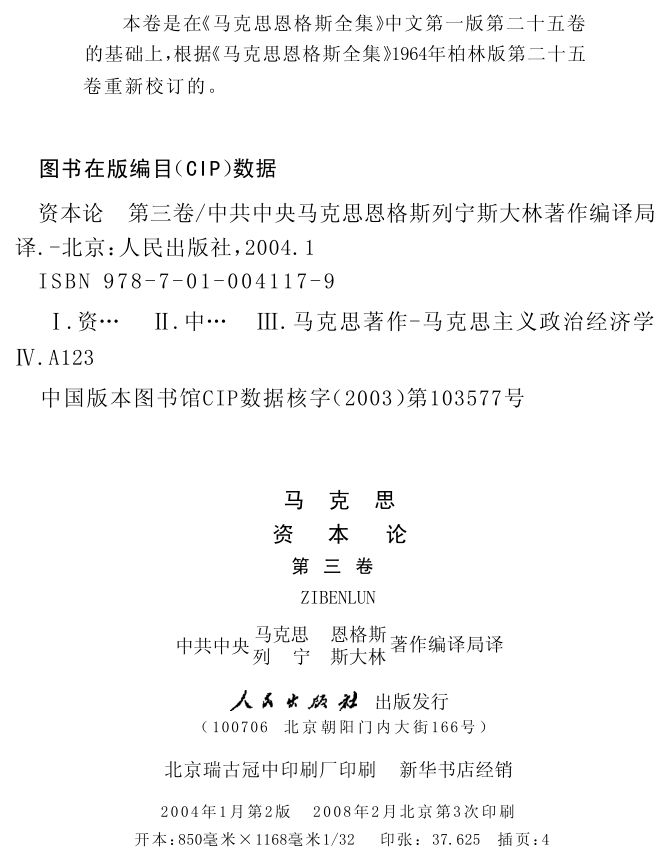 本卷是在《马克思恩格斯全集》中文第一版第二十五卷
的基础上,根据《马克思恩格斯全集》1964年柏林版第二十五
卷重新校订的。
图书在版编目(CIP)数据
资本论 第三卷/中共中央马克思恩格斯列宁斯大林著作编译局
译.-北京:人民出版社,2004.1
ISBN 978-7-01-004117-9
Ⅰ.资… Ⅱ.中… Ⅲ.马克思著作-马克思主义政治经济学
Ⅳ.A123
中国版本图书馆CIP数据核字(2003)第103577号
马 克 思
资 本 论
第 三 卷
ZIBENLUN
中共中央 马克思 恩格斯 列 宁 斯大林 著作编译局译
人民出版社 出版发行
(100706 北京朝阳门内大街166号)
北京瑞古冠中印刷厂印刷 新华书店经销
2004年1月第2版 2008年2月北京第3次印刷
开本:850毫米×1168毫米1/32 印张:37.625 插页:4